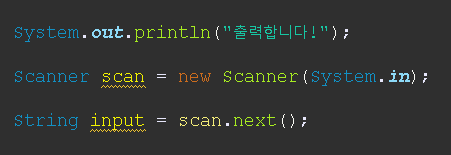 System.out.println("출력합니다!");
Scanner scan = new Scanner(System.in);
String input = scan.next();